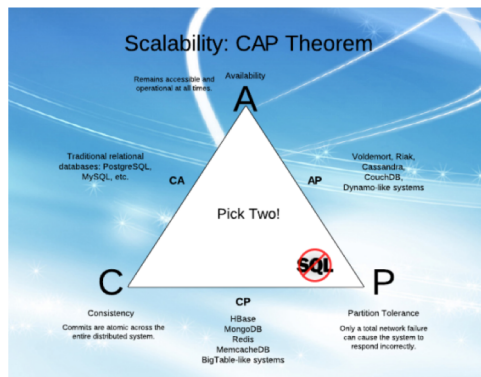 Scalability: CAP Theorem
Availability
Remains accessible and
operational at all times.
A
Traditional relational
databases: PostgreSQL,
MySQL, etc.
CA
AP
Voldemort, Riak,
Cassandra,
CouchDB,
Dynamo-like systems
Pick Two!
SQL
C
P
CP
Consistency
Commits are atomic across the
entire distributed system.
HBase
MongoDB
Redis
MemcacheDB
BigTable-like systems
Partition Tolerance
Only a total network failure
can cause the system to
respond incorrectly.